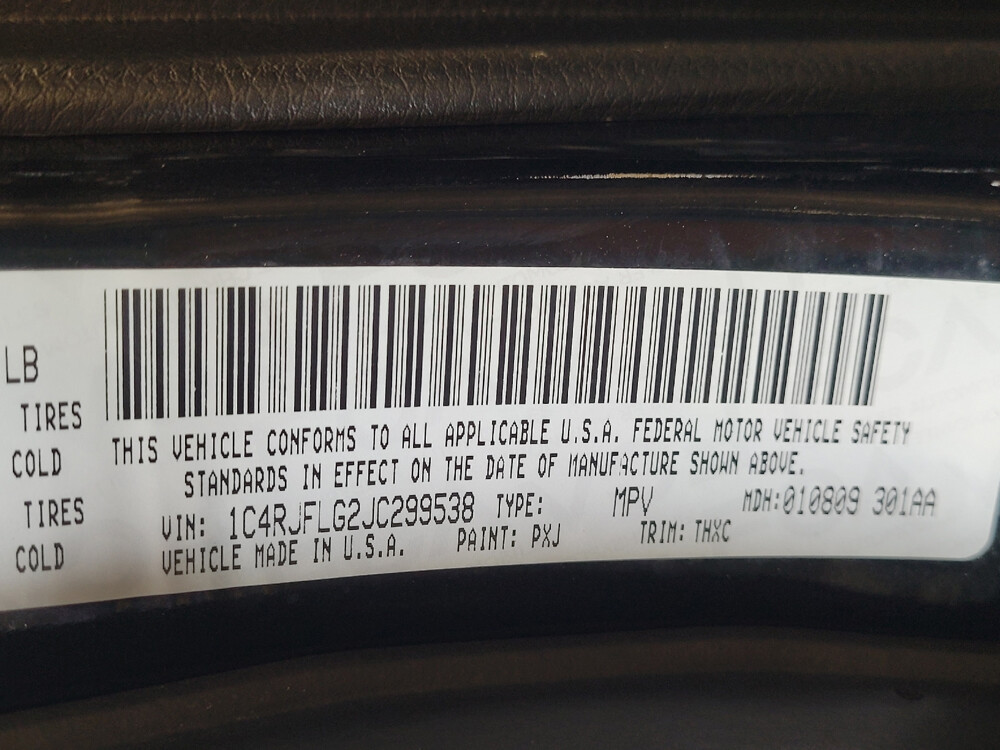 LB
TIRES
COLD
TIRES
COLD
THIS VEHICLE CONFORMS TO ALL APPLICABLE U.S.A. FEDERAL MOTOR VEHICLE SAFETY
STANDARDS IN EFFECT ON THE DATE OF MANUFACTURE SHOWN ABOVE.
VIN: 1C4RJFLG2JC299538 TYPE: MPV MDH:010809 301AA
VEHICLE MADE IN U.S.A. PAINT: PXJ TRIM: THXC